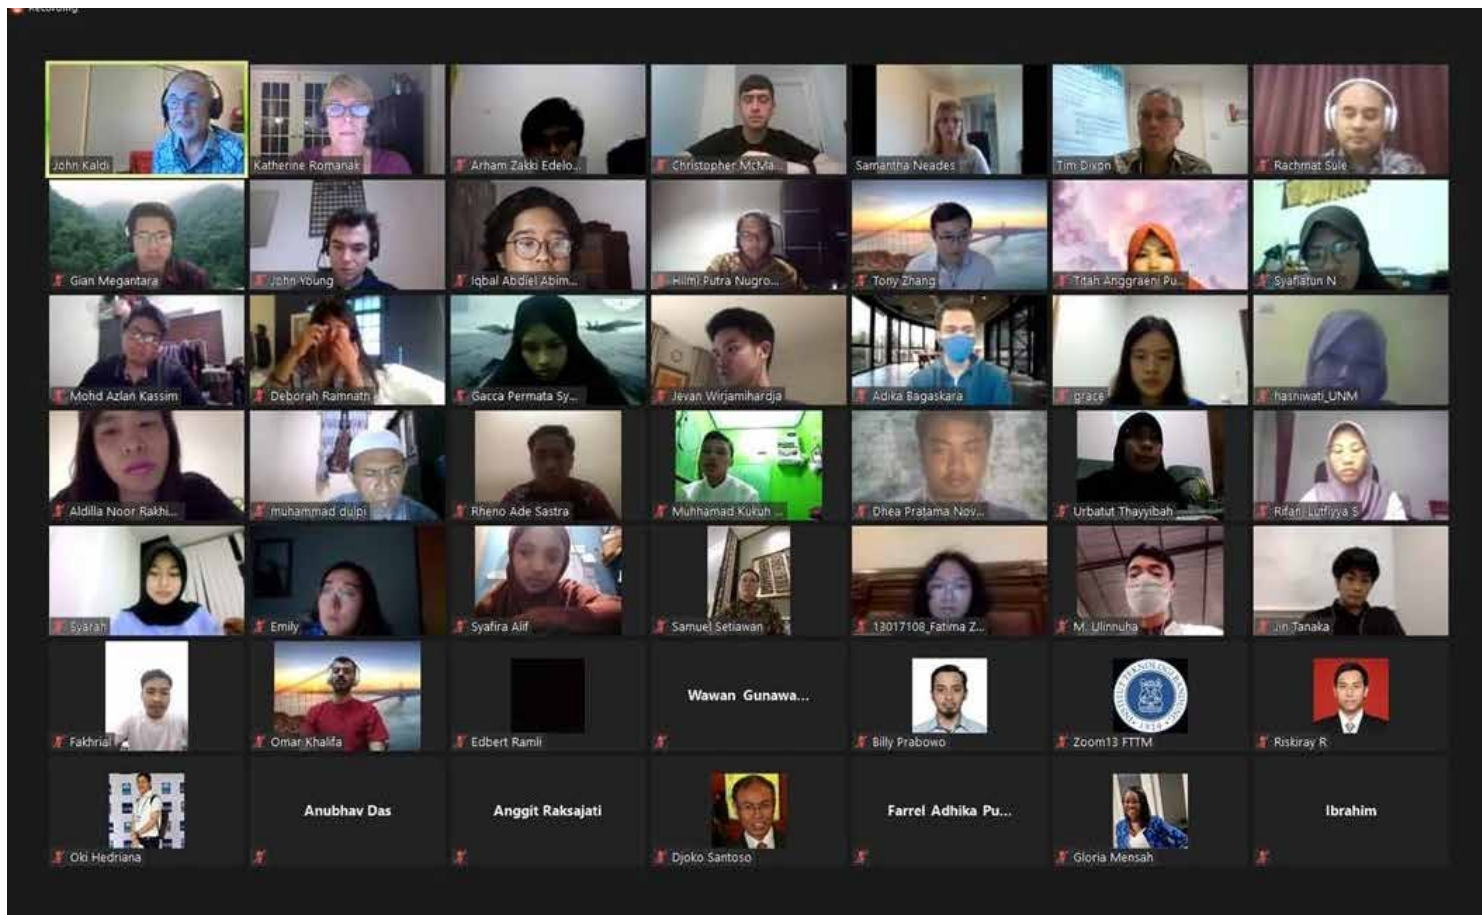 Recording
John Kaldi
Katherine Romanak
Arham Zakki Edelo...
Christopher McMa...
Samantha Neades
Tim Dixon
Rachmat Sule
Gian Megantara
John Young
Iqbal Abdiel Abim...
Hilmi Putra Nugro...
Tony Zhang
Titah Anggraeni Pu...
Syafiatun N
Mohd Azlan Kassim
Deborah Ramnath
Gacca Permata Sy...
Jevan Wirjamihardja
Adika Bagaskara
grace
hasniwati_UNM
Aldilla Noor Rakhi...
muhammad dulpi
Rheno Ade Sastra
Muhhamad Kukuh ...
Dhea Pratama Nov...
Urbatut Thayyibah
Rifari Lutfiyya S
Syarah
Emily
Syafira Alif
Samuel Setiawan
13017108_Fatima Z...
M. Ulinnuha
Jin Tanaka
Fakhrial
Omar Khalifa
Edbert Ramli
Wawan Gunawa...
Billy Prabowo
INSTITUT TEKNOLOGI BANDUNG
Zoom13 FTTM
Riskiray R
Oki Hedriana
Anubhav Das
Anggit Raksajati
Djoko Santoso
Farrel Adhika Pu...
Gloria Mensah
Ibrahim